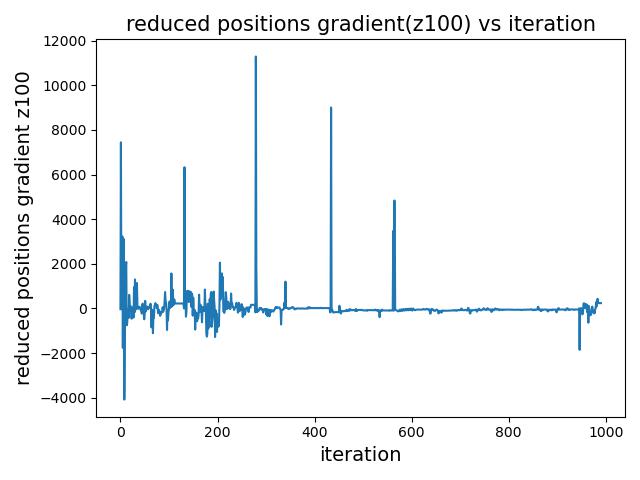 reduced positions gradient(z100) vs iteration
reduced positions gradient z100
12000
10000
8000
6000
4000
2000
0
−2000
−4000
0 200 400 600 800 1000
iteration